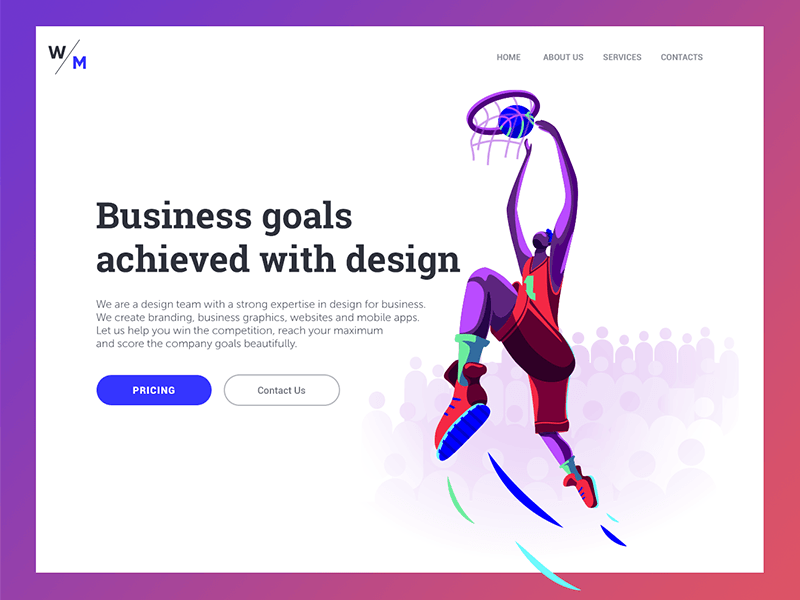 W/M
HOME ABOUT US SERVICES CONTACTS
Business goals
achieved with design
We are a design team with a strong expertise in design for business.
We create branding, business graphics, websites and mobile apps.
Let us help you win the competition, reach your maximum
and score the company goals beautifully.
PRICING Contact Us
1